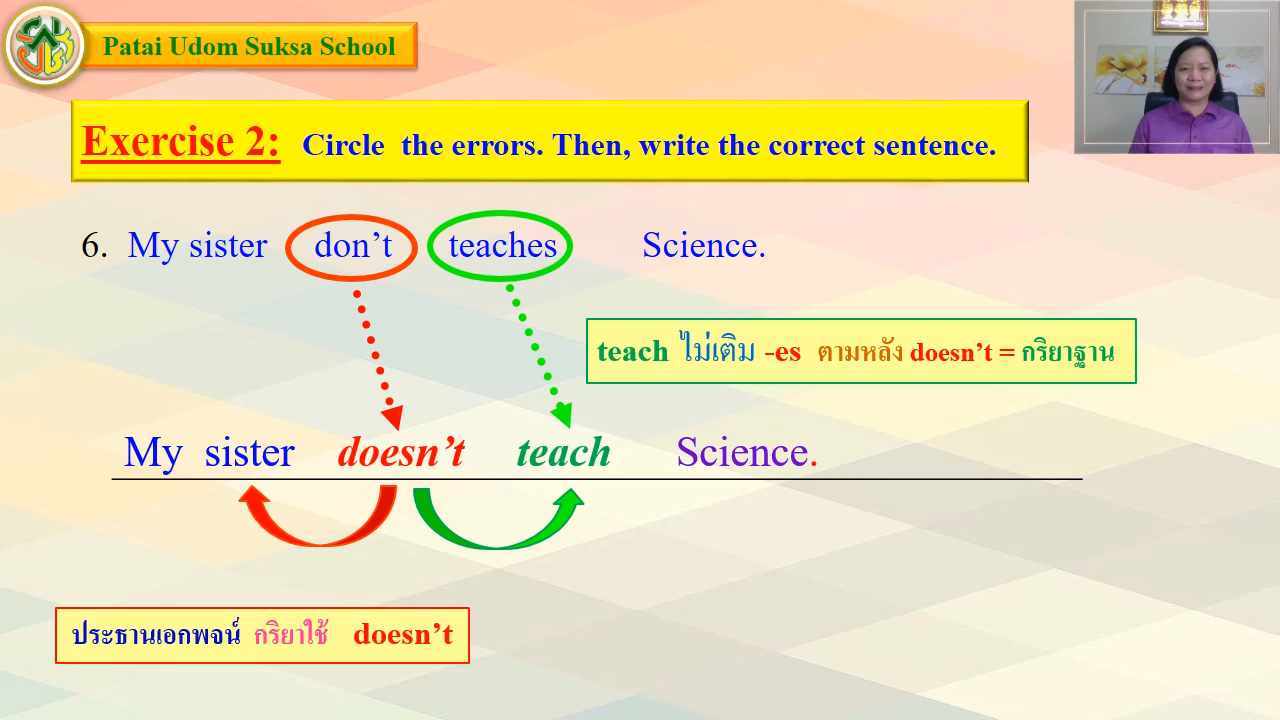 Patai Udom Suksa School
Exercise 2: Circle the errors. Then, write the correct sentence.
6. My sister don’t teaches Science.
teach ไม่เติม -es ตามหลัง doesn’t = กริยาฐาน
My sister doesn’t teach Science.
ประธานเอกพจน์ กริยาใช้ doesn’t